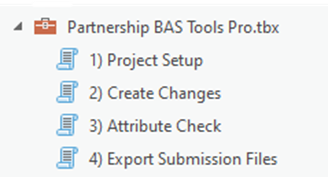 Partnership BAS Tools Pro.tbx
1) Project Setup
2) Create Changes
3) Attribute Check
4) Export Submission Files